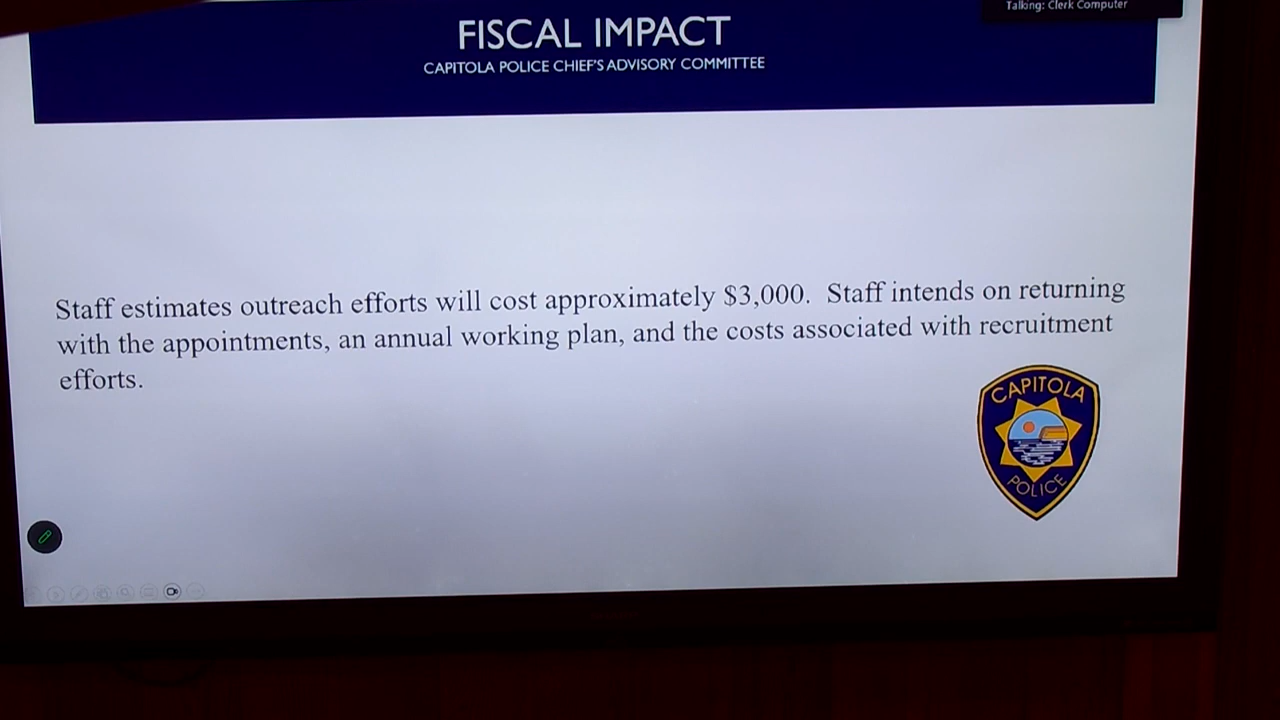 Talking: Clerk Computer
FISCAL IMPACT
CAPITOLA POLICE CHIEF'S ADVISORY COMMITTEE
Staff estimates outreach efforts will cost approximately $3,000. Staff intends on returning
with the appointments, an annual working plan, and the costs associated with recruitment
efforts.
CAPITOLA
POLICE